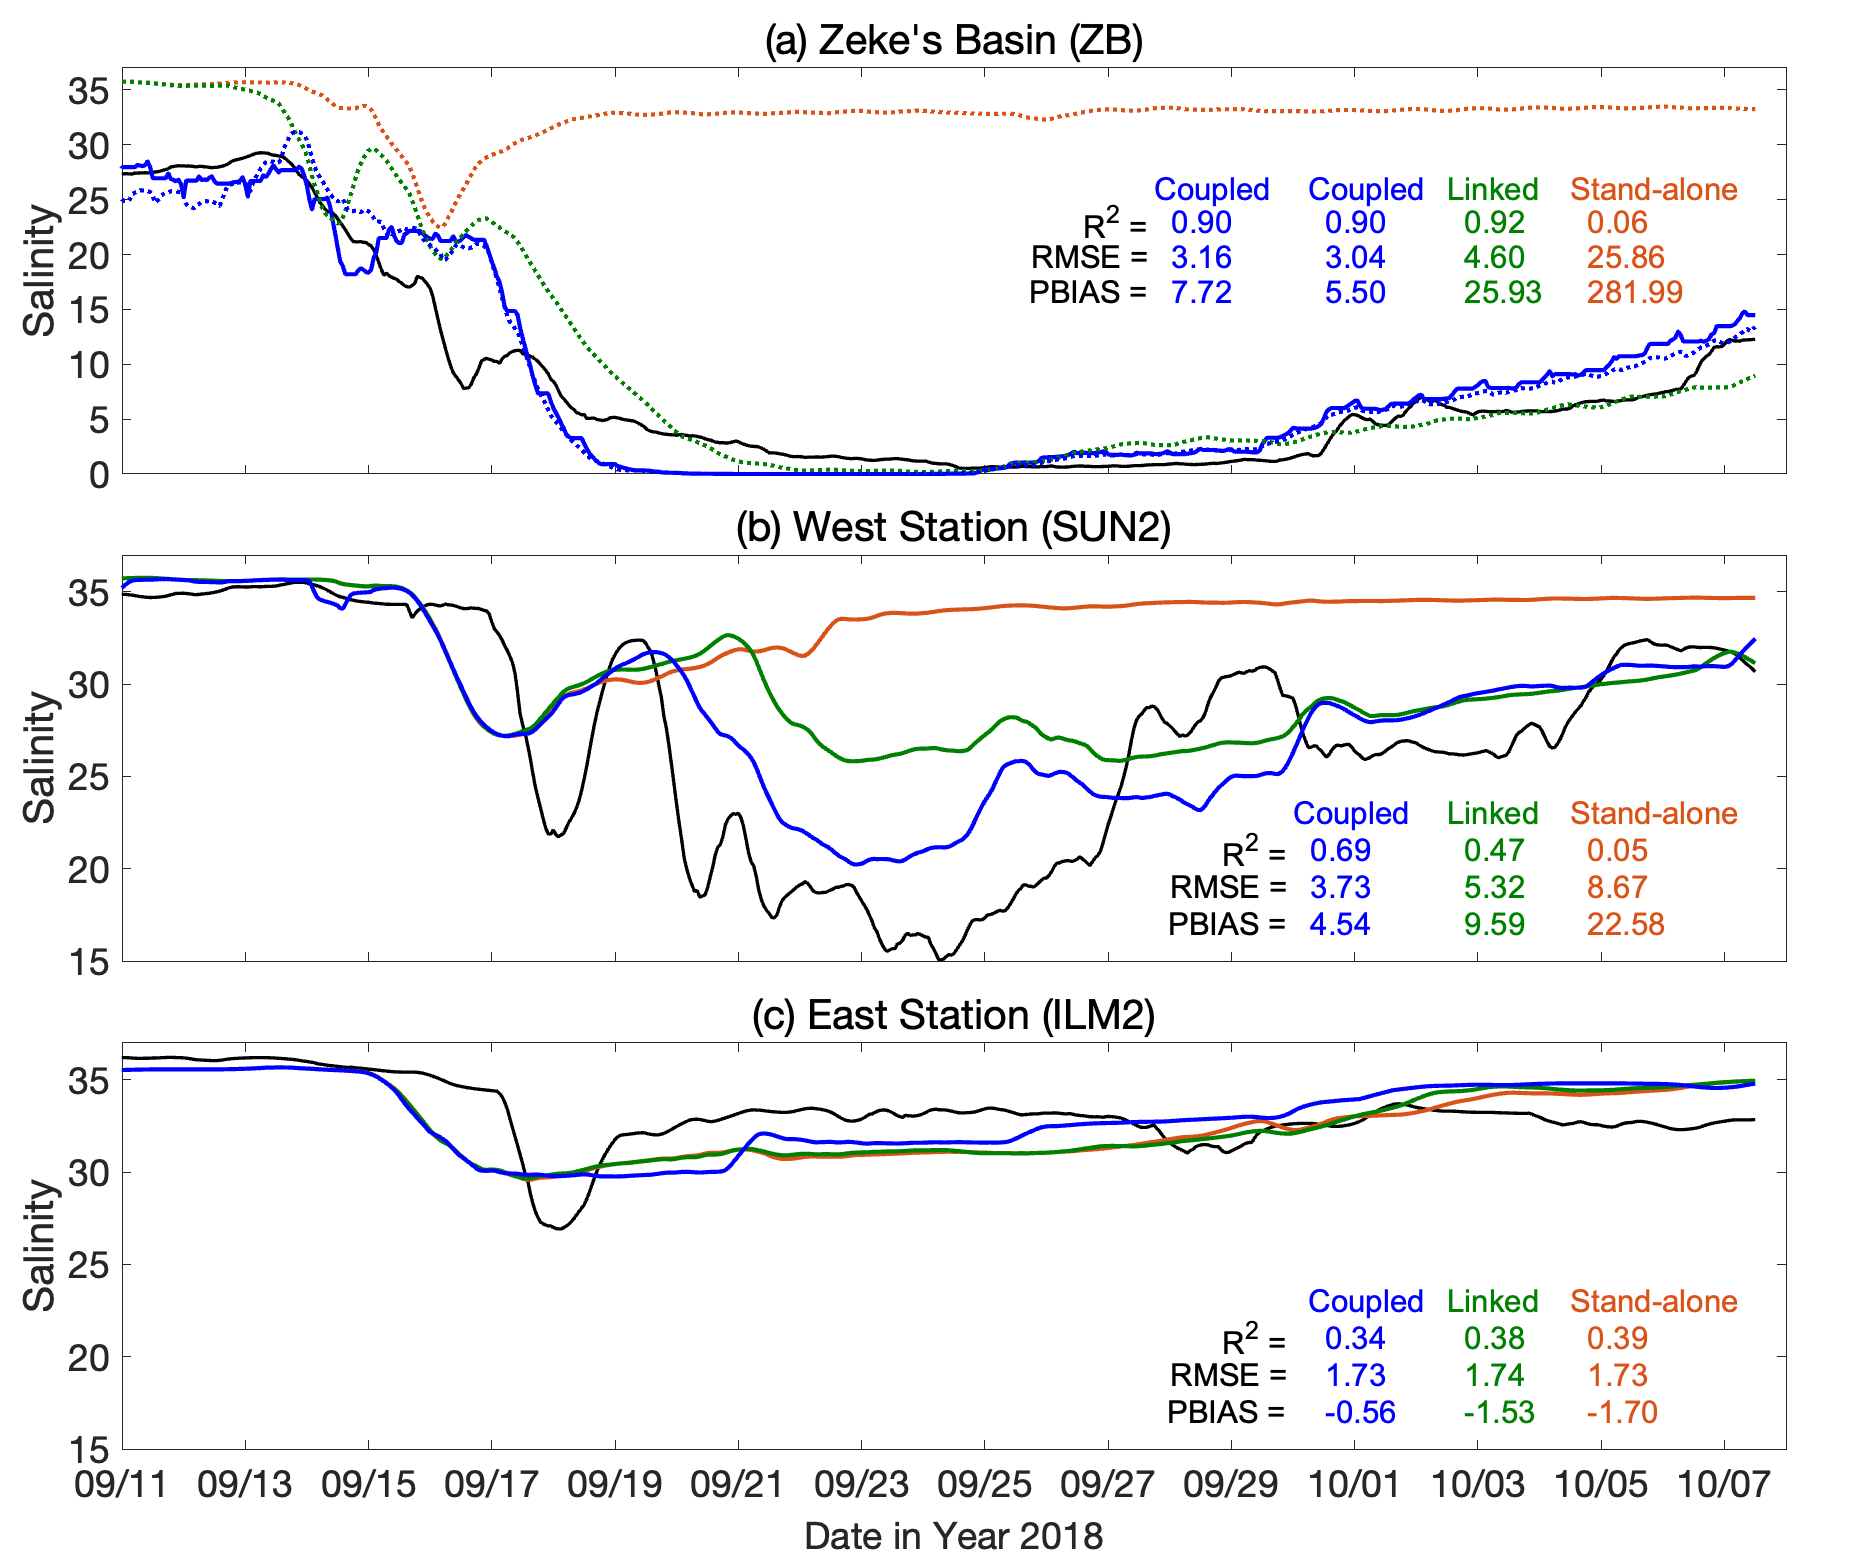 (a) Zeke's Basin (ZB)
35
30
25
20
15
10
5
0
Salinity
Coupled Coupled Linked Stand-alone
R² = 0.90 0.90 0.92 0.06
RMSE = 3.16 3.04 4.60 25.86
PBIAS = 7.72 5.50 25.93 281.99
(b) West Station (SUN2)
35
30
25
20
15
Salinity
Coupled Linked Stand-alone
R² = 0.69 0.47 0.05
RMSE = 3.73 5.32 8.67
PBIAS = 4.54 9.59 22.58
(c) East Station (ILM2)
35
30
25
20
15
Salinity
Coupled Linked Stand-alone
R² = 0.34 0.38 0.39
RMSE = 1.73 1.74 1.73
PBIAS = -0.56 -1.53 -1.70
09/11 09/13 09/15 09/17 09/19 09/21 09/23 09/25 09/27 09/29 10/01 10/03 10/05 10/07
Date in Year 2018